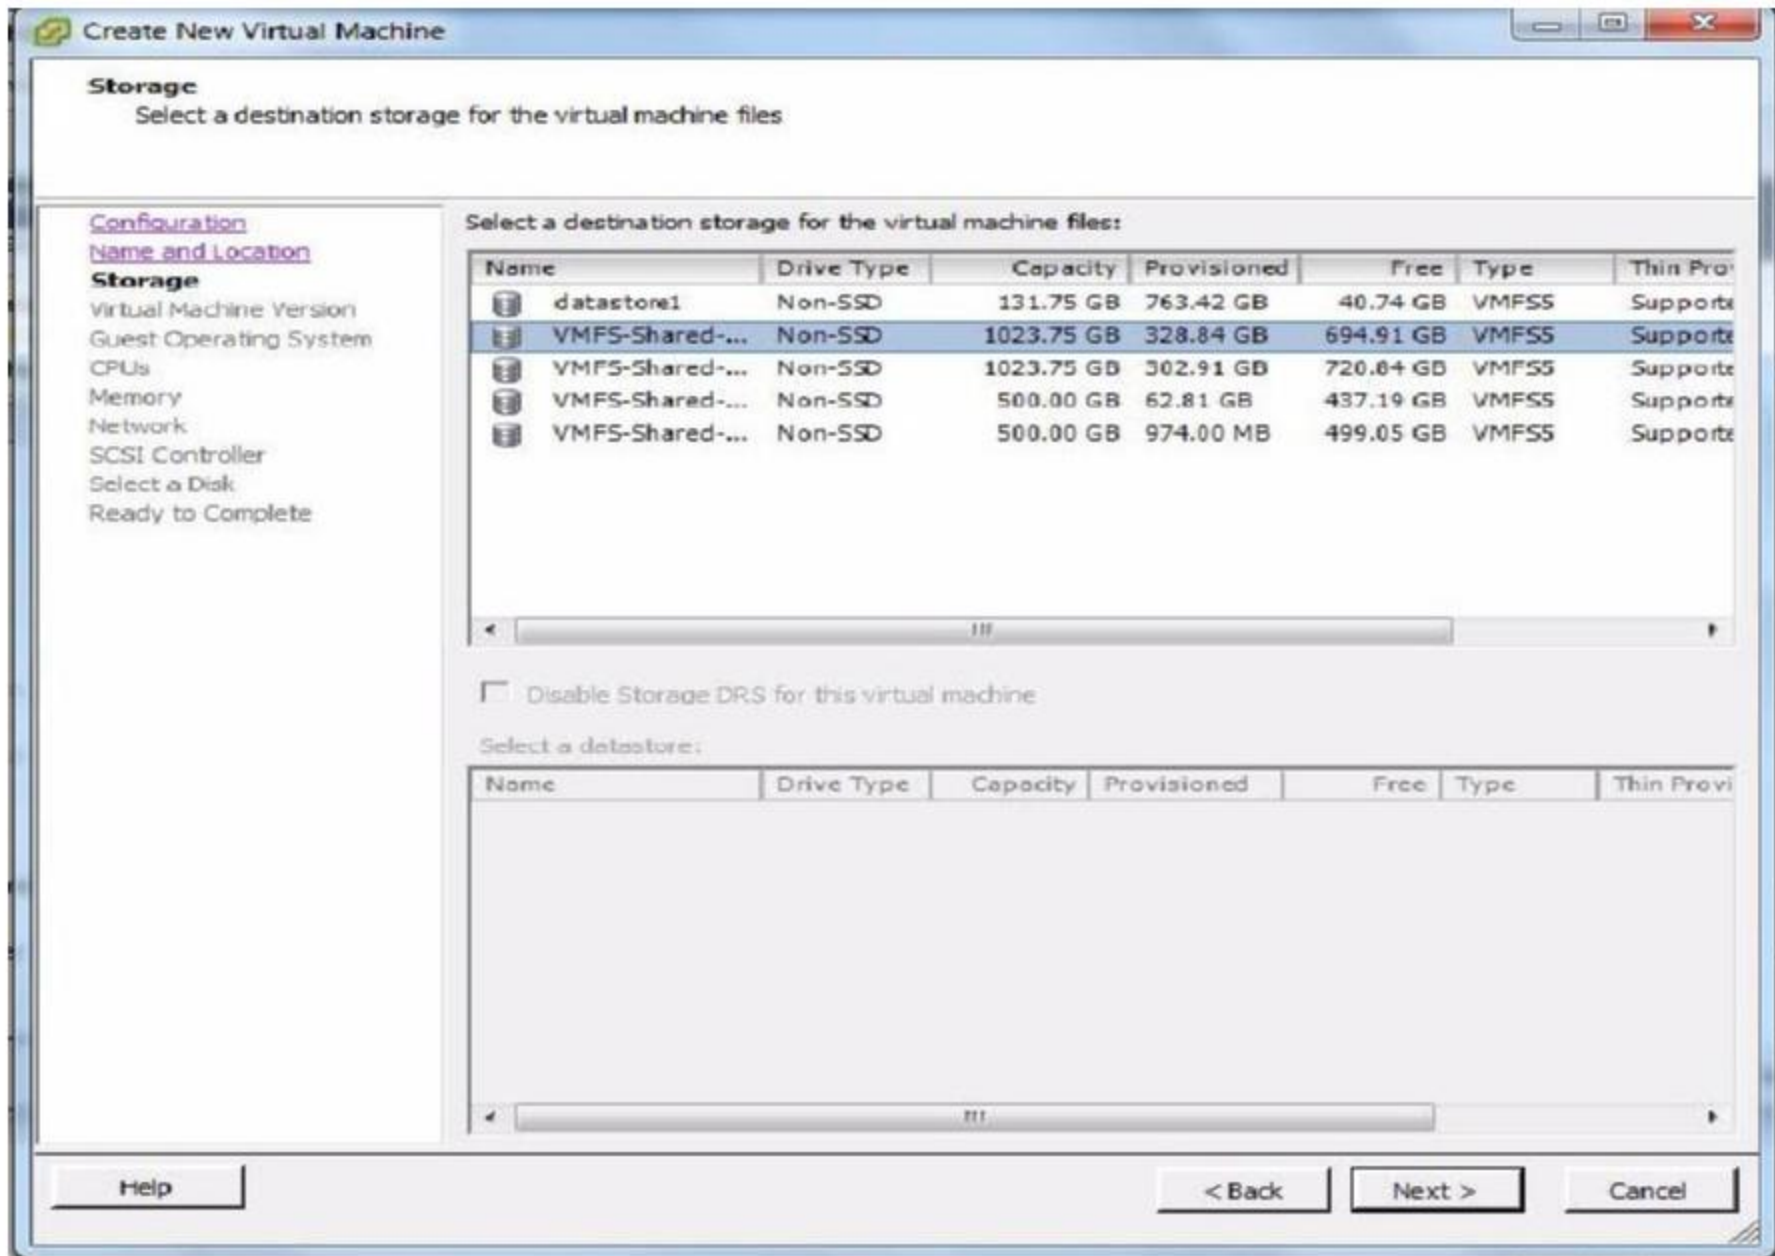 Create New Virtual Machine
Storage
Select a destination storage for the virtual machine files
Configuration
Name and Location
Storage
Virtual Machine Version
Guest Operating System
CPUs
Memory
Network
SCSI Controller
Select a Disk
Ready to Complete
Select a destination storage for the virtual machine files:
Name Drive Type Capacity Provisioned Free Type Thin Pro
datastore1 Non-SSD 131.75 GB 763.42 GB 40.74 GB VMFS5 Supporte
VMFS-Shared-... Non-SSD 1023.75 GB 328.84 GB 694.91 GB VMFS5 Supporte
VMFS-Shared-... Non-SSD 1023.75 GB 302.91 GB 720.84 GB VMFS5 Supporte
VMFS-Shared-... Non-SSD 500.00 GB 62.81 GB 437.19 GB VMFS5 Supporte
VMFS-Shared-... Non-SSD 500.00 GB 974.00 MB 499.05 GB VMFS5 Supporte
Disable Storage DRS for this virtual machine
Select a datastore:
Name Drive Type Capacity Provisioned Free Type Thin Provi
Help
< Back
Next >
Cancel